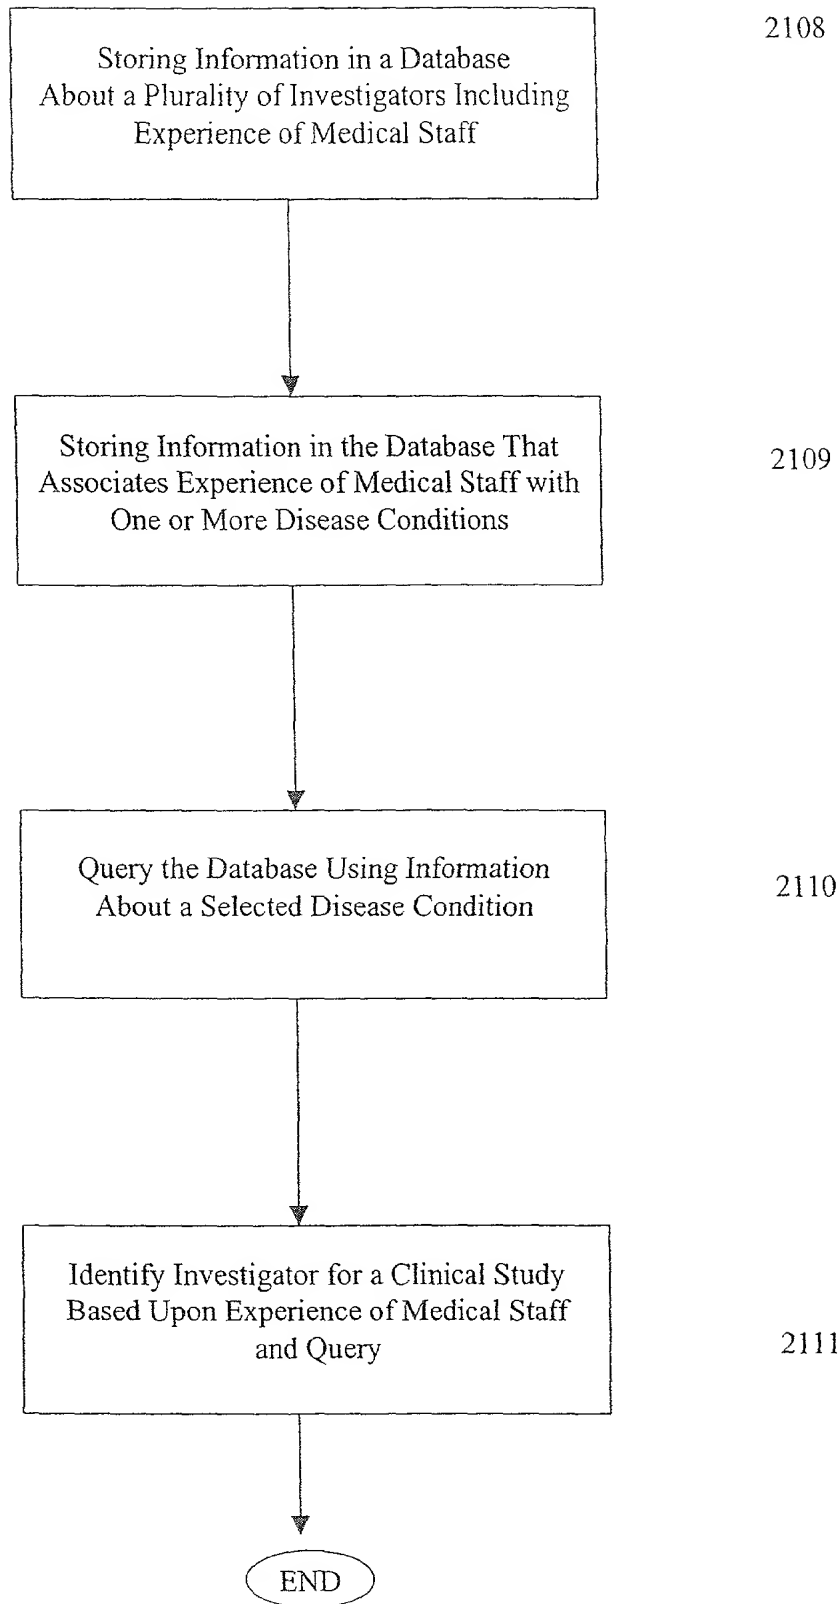 2108
Storing Information in a Database
About a Plurality of Investigators Including
Experience of Medical Staff
Storing Information in the Database That
Associates Experience of Medical Staff with
One or More Disease Conditions
2109
Query the Database Using Information
About a Selected Disease Condition
2110
Identify Investigator for a Clinical Study
Based Upon Experience of Medical Staff
and Query
2111
END